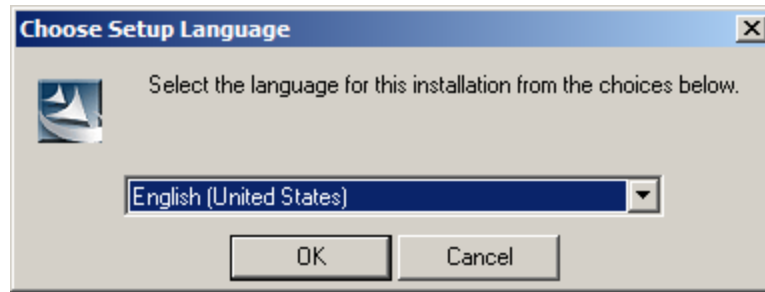 Choose Setup Language
Select the language for this installation from the choices below.
English (United States)
OK
Cancel